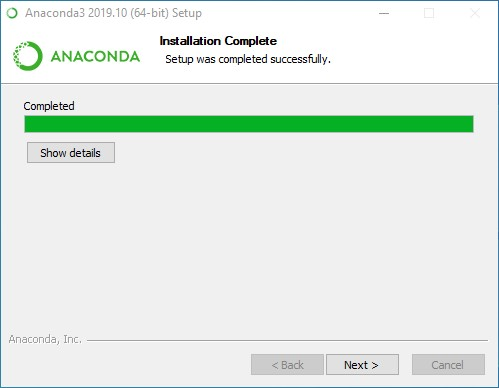 Anaconda3 2019.10 (64-bit) Setup
ANACONDA
Installation Complete
Setup was completed successfully.
Completed
Show details
Anaconda, Inc.
< Back
Next >
Cancel